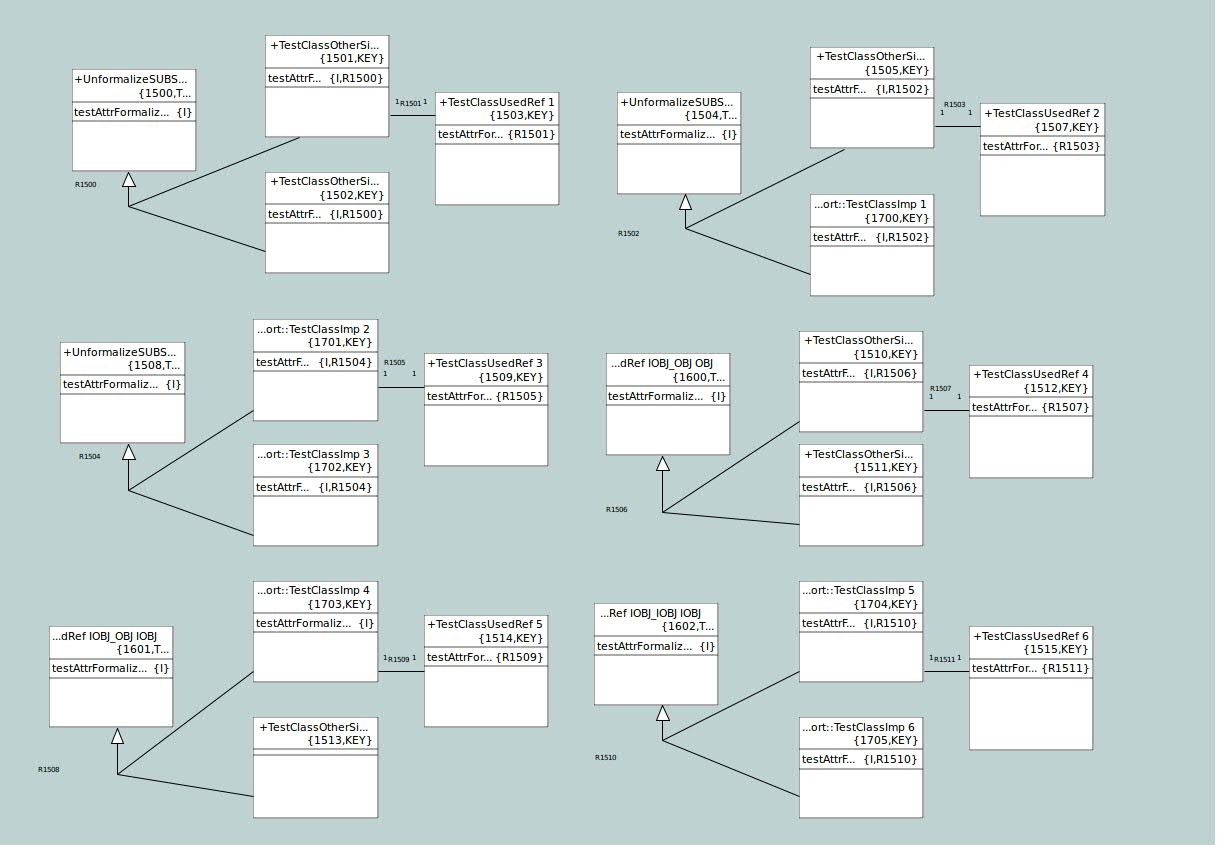 +UnformalizeSUBS...
{1500,T...
testAttrFormaliz... {I}
R1500
+TestClassOtherSi...
{1501,KEY}
testAttrF... {I,R1500}
1 R1501 1
+TestClassUsedRef 1
{1503,KEY}
testAttrFor... {R1501}
+TestClassOtherSi...
{1502,KEY}
testAttrF... {I,R1500}
+UnformalizeSUBS...
{1504,T...
testAttrFormaliz... {I}
R1502
+TestClassOtherSi...
{1505,KEY}
testAttrF... {I,R1502}
R1503
1 1
+TestClassUsedRef 2
{1507,KEY}
testAttrFor... {R1503}
...ort::TestClassImp 1
{1700,KEY}
testAttrF... {I,R1502}
+UnformalizeSUBS...
{1508,T...
testAttrFormaliz... {I}
R1504
...ort::TestClassImp 2
{1701,KEY}
testAttrF... {I,R1504}
R1505
1 1
+TestClassUsedRef 3
{1509,KEY}
testAttrFor... {R1505}
...ort::TestClassImp 3
{1702,KEY}
testAttrF... {I,R1504}
...dRef IOBJ_OBJ OBJ
{1600,T...
testAttrFormaliz... {I}
R1506
+TestClassOtherSi...
{1510,KEY}
testAttrF... {I,R1506}
R1507
1 1
+TestClassUsedRef 4
{1512,KEY}
testAttrFor... {R1507}
+TestClassOtherSi...
{1511,KEY}
testAttrF... {I,R1506}
...dRef IOBJ_OBJ IOBJ
{1601,T...
testAttrFormaliz... {I}
R1508
...ort::TestClassImp 4
{1703,KEY}
testAttrFormaliz... {I}
1 R1509 1
+TestClassUsedRef 5
{1514,KEY}
testAttrFor... {R1509}
+TestClassOtherSi...
{1513,KEY}
...Ref IOBJ_IOBJ IOBJ
{1602,T...
testAttrFormaliz... {I}
R1510
...ort::TestClassImp 5
{1704,KEY}
testAttrF... {I,R1510}
1 R1511 1
+TestClassUsedRef 6
{1515,KEY}
testAttrFor... {R1511}
...ort::TestClassImp 6
{1705,KEY}
testAttrF... {I,R1510}